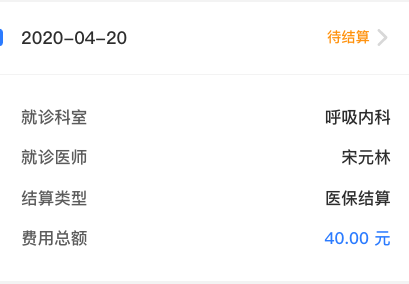 2020-04-20 待结算
就诊科室 呼吸内科
就诊医师 宋元林
结算类型 医保结算
费用总额 40.00 元